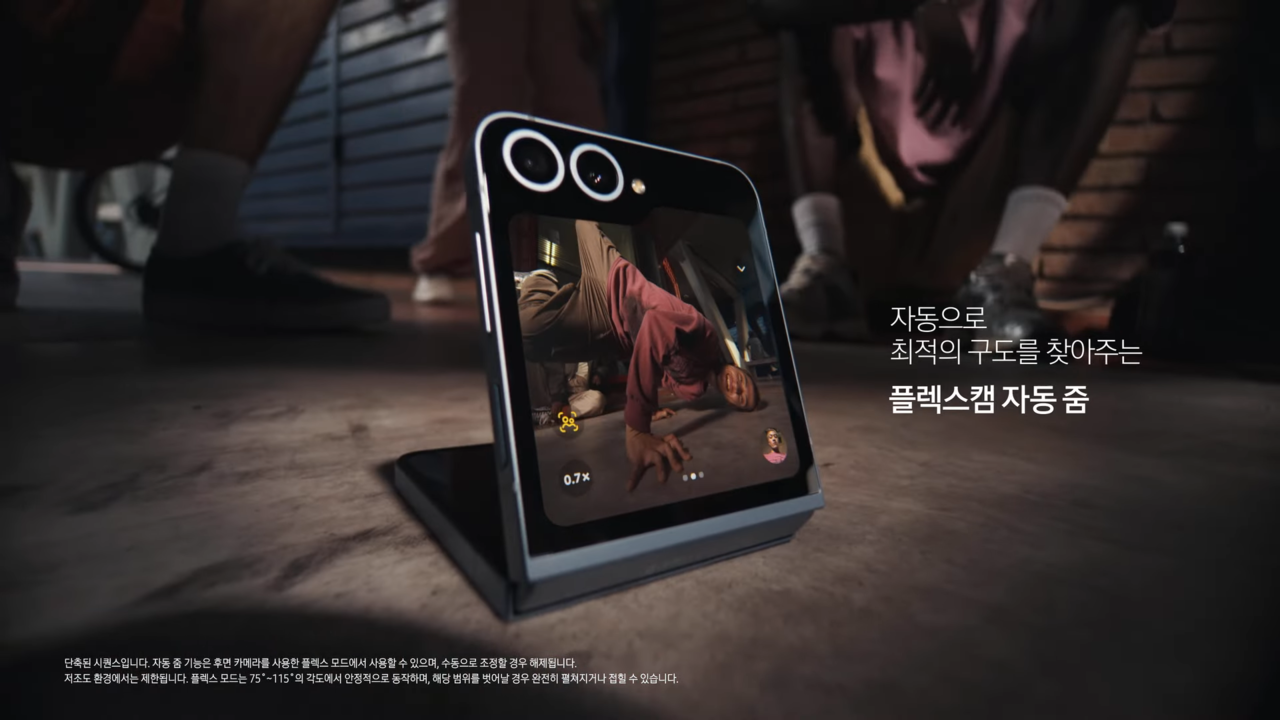 자동으로
최적의 구도를 찾아주는
플렉스캠 자동 줌
0.7×
단축된 시퀀스입니다. 자동 줌 기능은 후면 카메라를 사용한 플렉스 모드에서 사용할 수 있으며, 수동으로 조정할 경우 해제됩니다.
저조도 환경에서는 제한됩니다. 플렉스 모드는 75˚~115˚의 각도에서 안정적으로 동작하며, 해당 범위를 벗어날 경우 완전히 펼쳐지거나 접힐 수 있습니다.